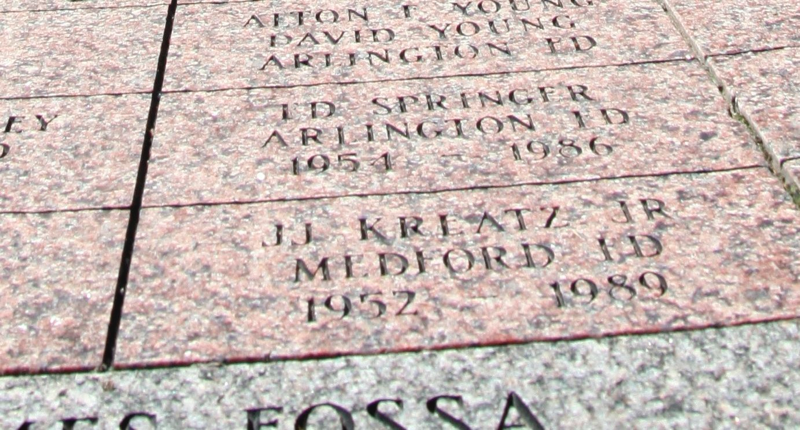 ALTON F YOUNG
DAVID YOUNG
ARLINGTON FD
ED SPRINGER
ARLINGTON FD
1954 - 1986
EY
JJ KREATZ JR
MEDFORD FD
1952 1989
FOSSA